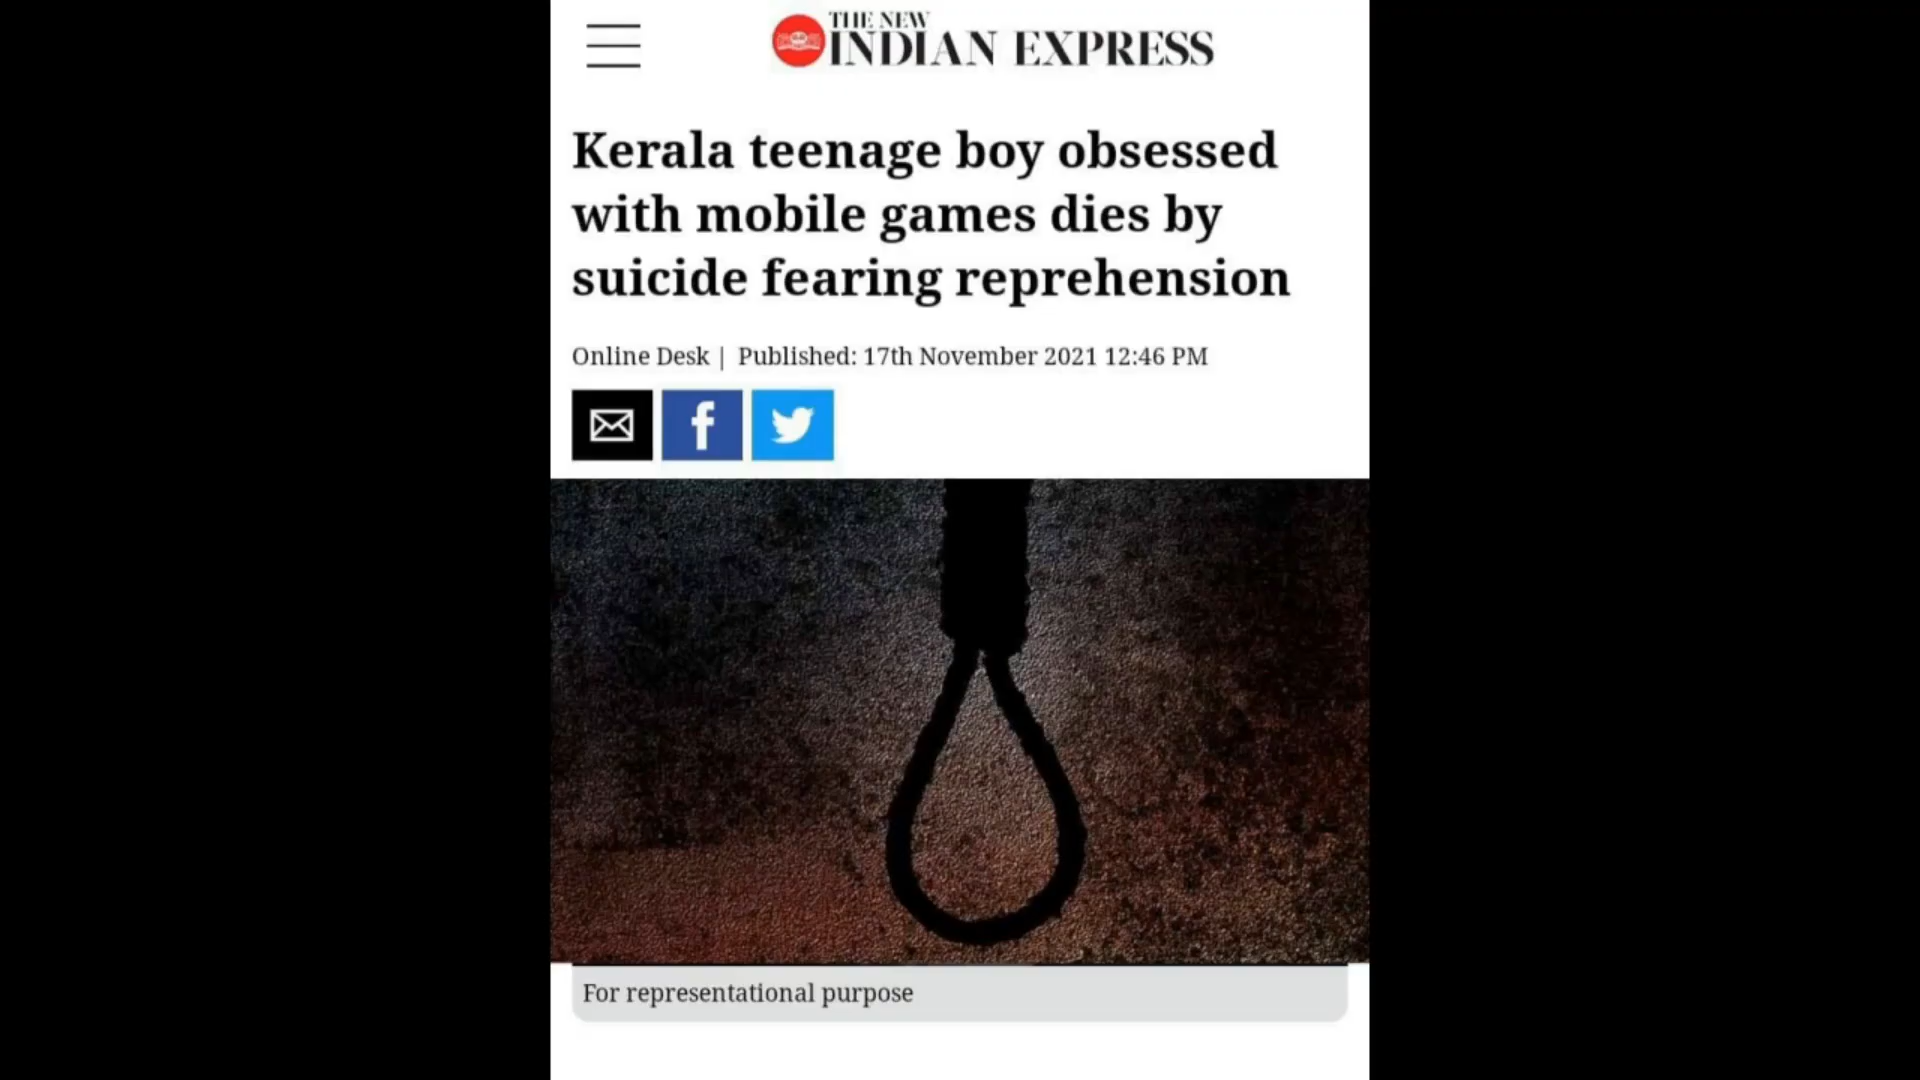 THE NEW
INDIAN EXPRESS
Kerala teenage boy obsessed
with mobile games dies by
suicide fearing reprehension
Online Desk | Published: 17th November 2021 12:46 PM
For representational purpose